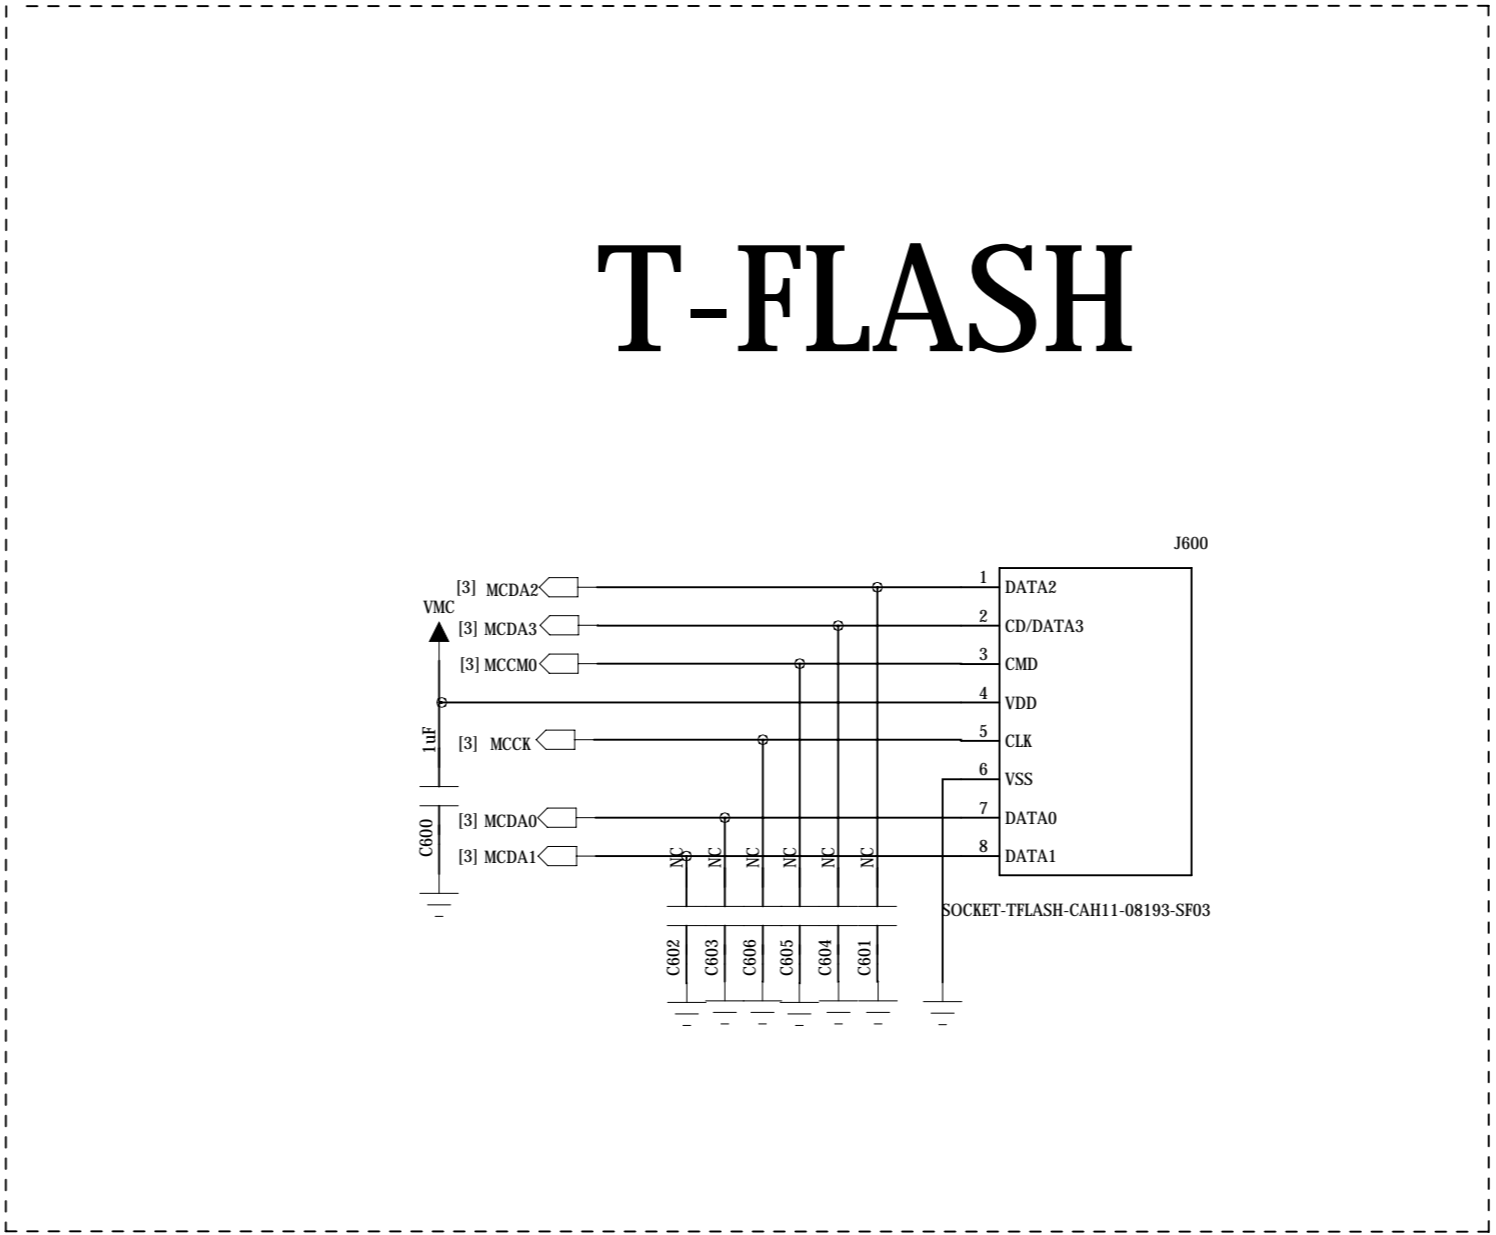 T-FLASH
J600
[3] MCDA2
1
DATA2
VMC
[3] MCDA3
2
CD/DATA3
[3] MCCM0
3
CMD
4
VDD
1uF
[3] MCCK
5
CLK
6
VSS
C600
[3] MCDA0
7
DATA0
[3] MCDA1
8
DATA1
NC
NC
NC
NC
NC
NC
SOCKET-TFLASH-CAH11-08193-SF03
C602
C603
C606
C605
C604
C601